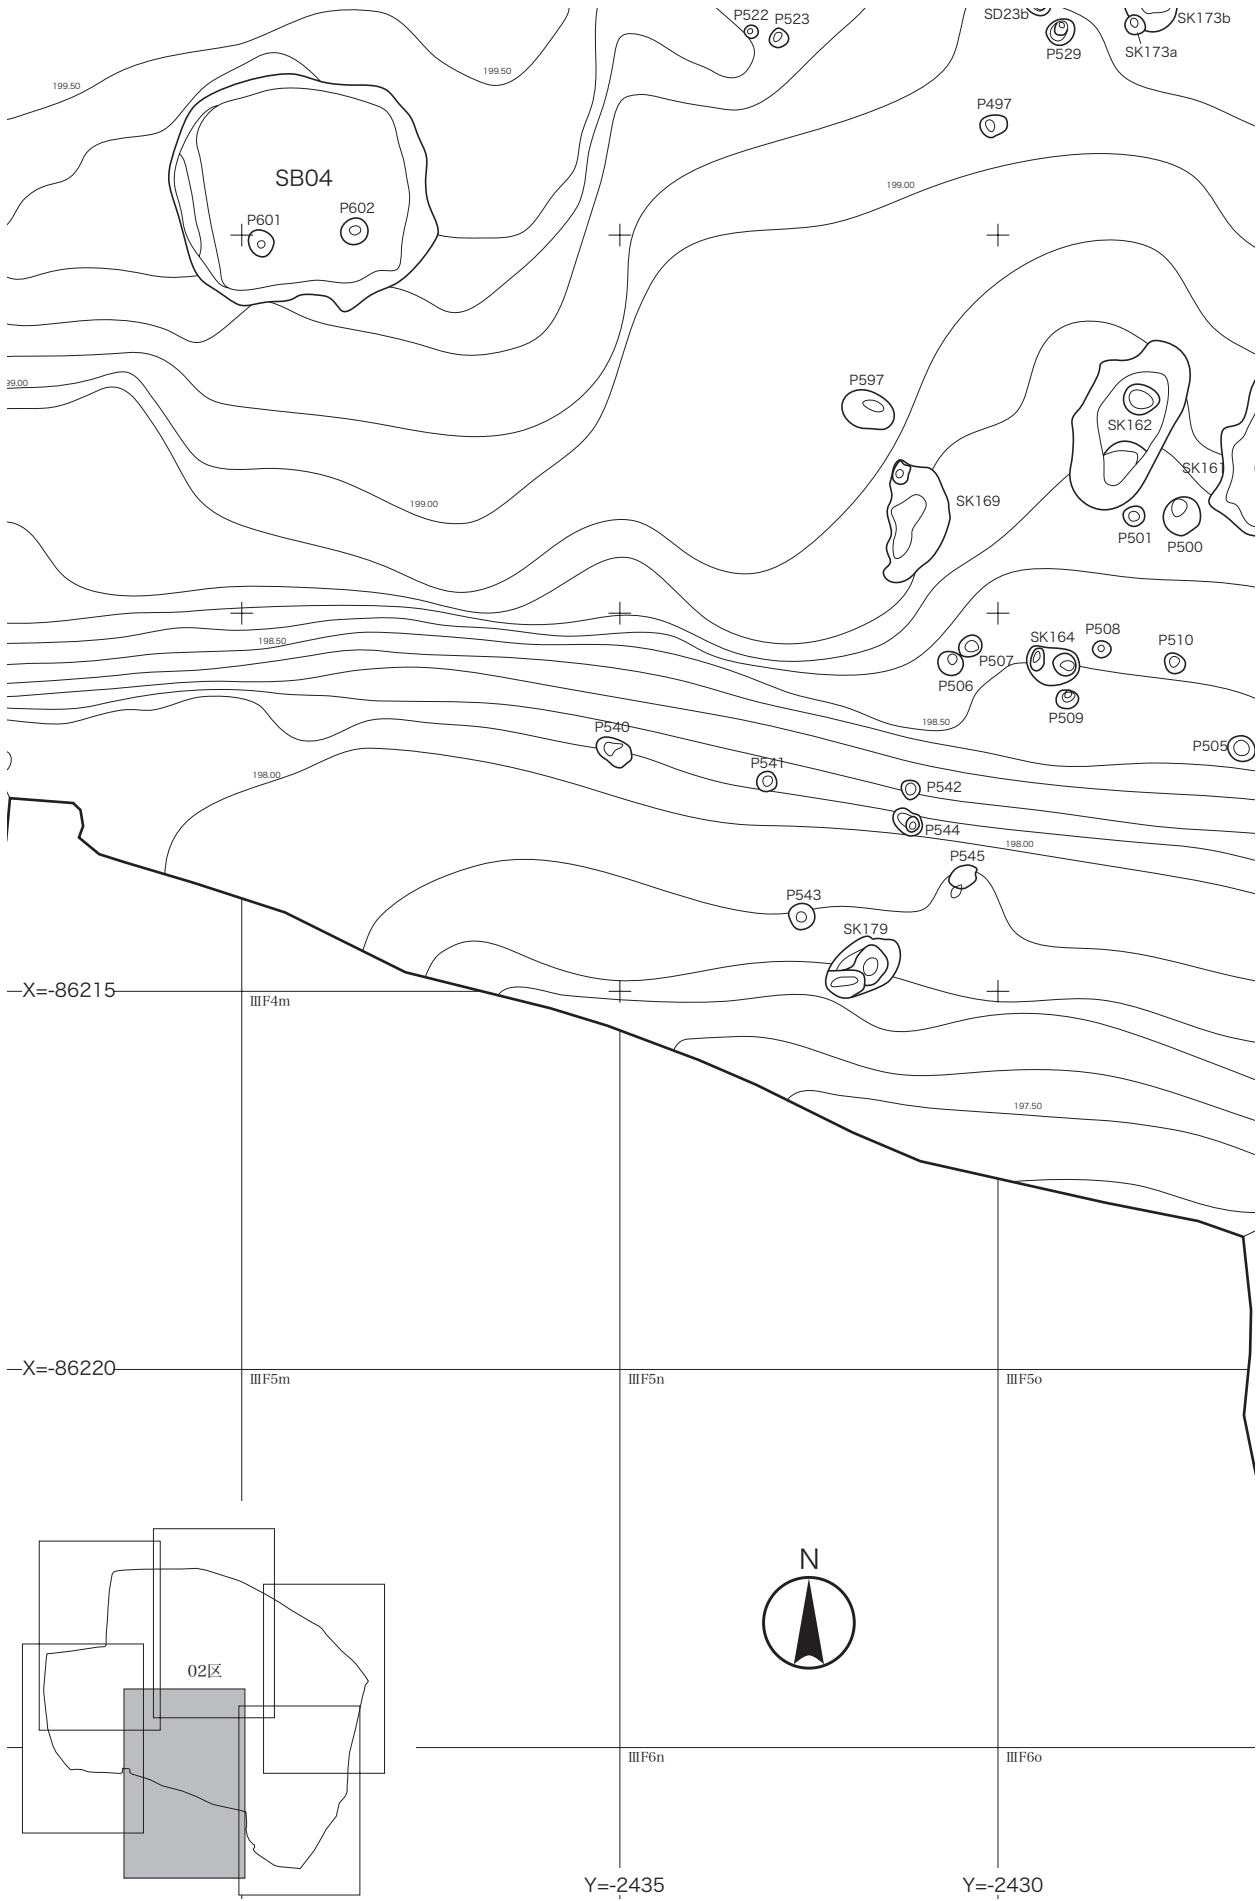 P522
P523
SD23b
SK173b
P529
SK173a
199.50
199.50
P497
SB04
199.00
P601
P602
199.00
P597
SK162
SK161
199.00
SK169
P501
P500
198.50
SK164
P508
P510
P507
P506
P509
198.50
P540
P505
P541
198.00
P542
P544
198.00
P545
P543
SK179
X=-86215
ⅢF4m
197.50
X=-86220
ⅢF5m
ⅢF5n
ⅢF5o
N
02区
ⅢF6n
ⅢF6o
Y=-2435
Y=-2430